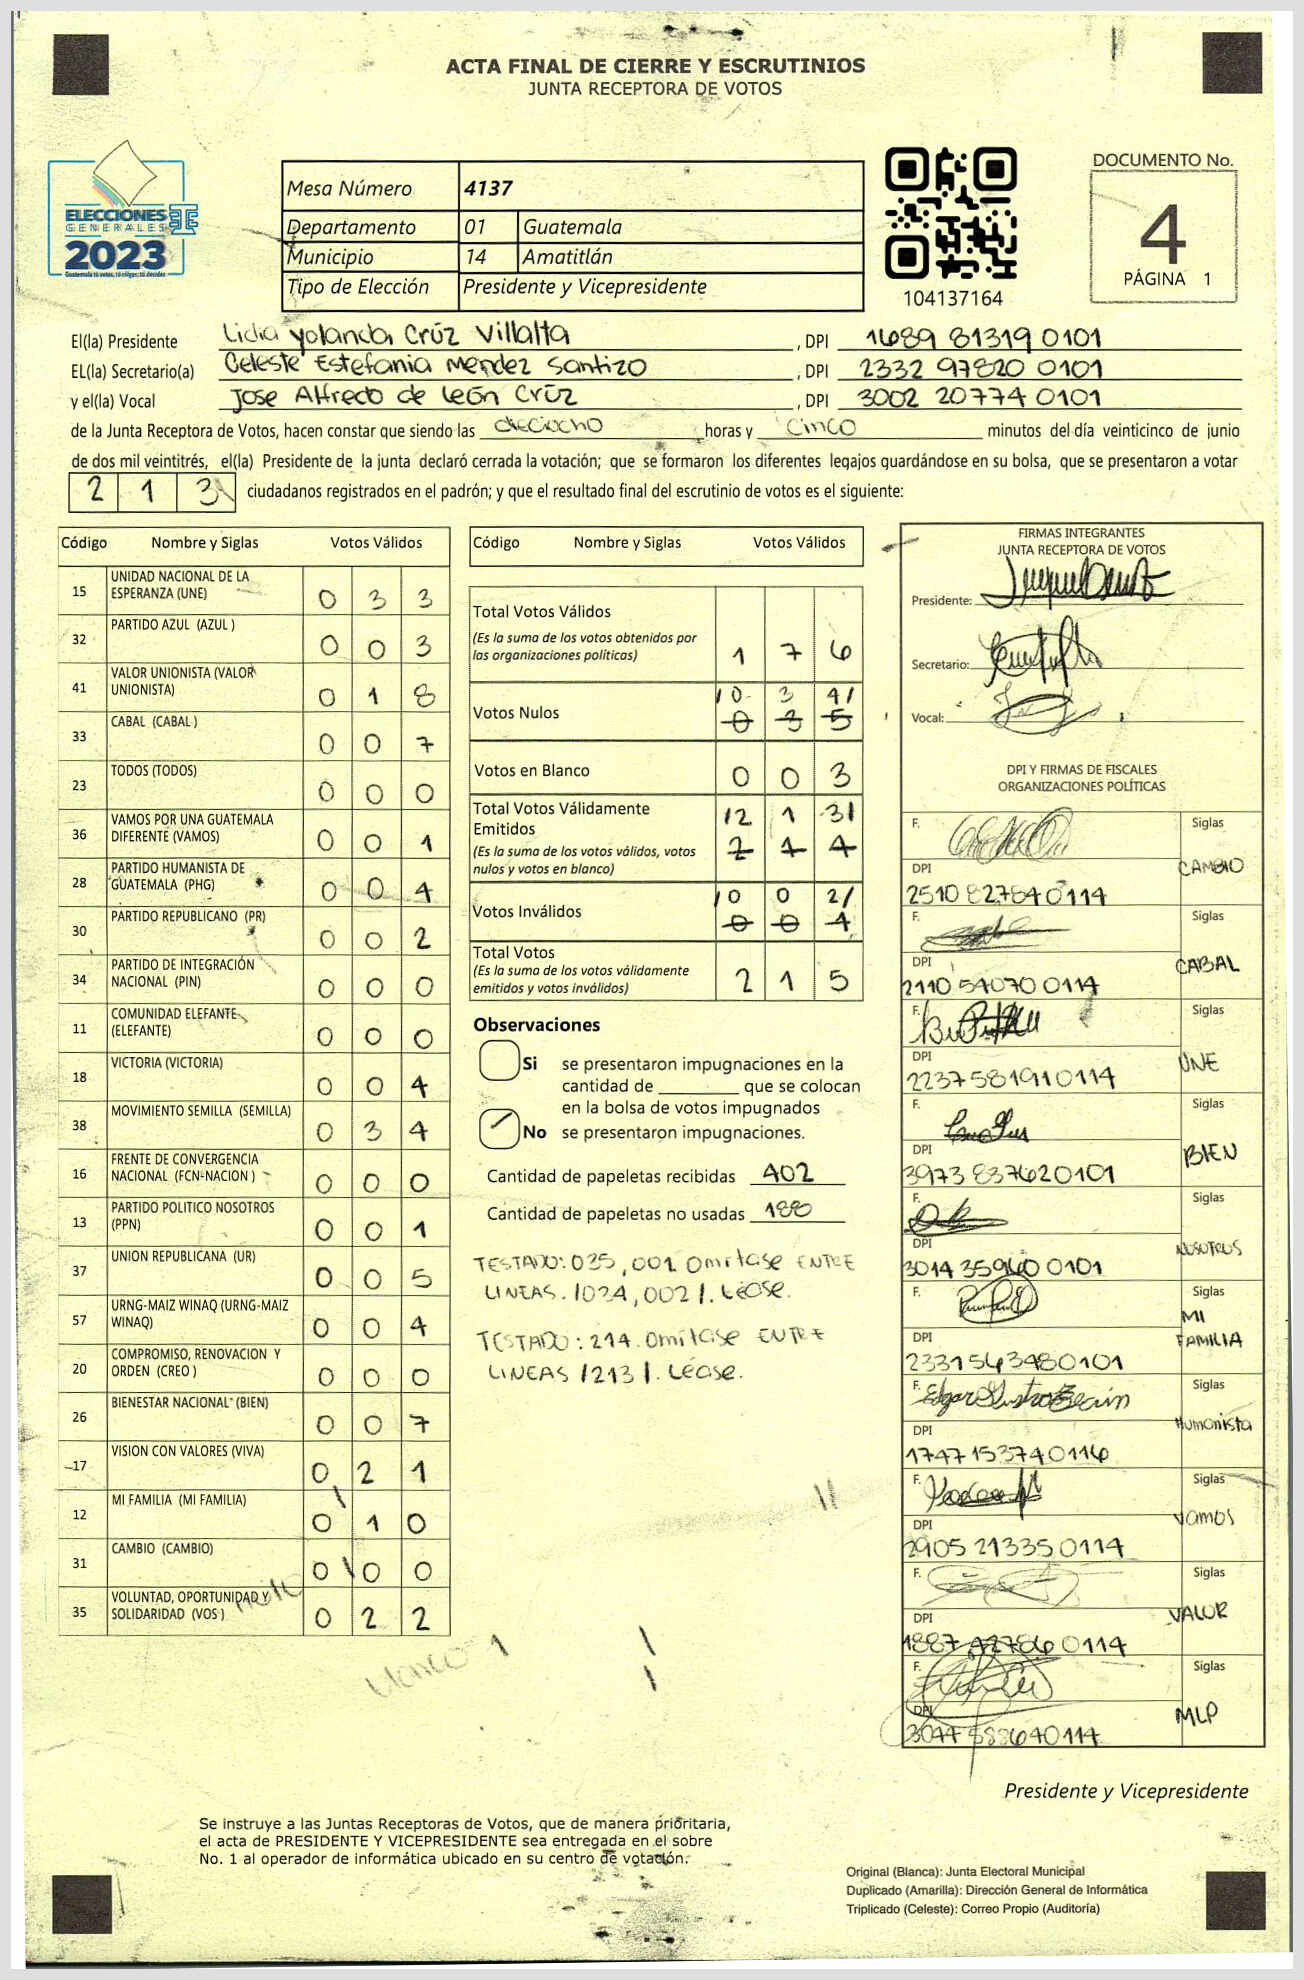 ACTA FINAL DE CIERRE Y ESCRUTINIOS
JUNTA RECEPTORA DE VOTOS
ELECCIONES
GENERALES
2023
Guatemala tú votas, tú eliges, tú decides
Mesa Número 4137
Departamento 01 Guatemala
Municipio 14 Amatitlán
Tipo de Elección Presidente y Vicepresidente
104137164
DOCUMENTO No.
4
PÁGINA 1
El(la) Presidente Lidia Yolanda Crúz Villalta , DPI 1689 81319 0101
EL(la) Secretario(a) Celeste Estefania Mendez Santizo , DPI 2332 97820 0101
y el(la) Vocal Jose Alfredo de León Crúz , DPI 3002 20774 0101
de la Junta Receptora de Votos, hacen constar que siendo las dieciocho horas y cinco minutos del día veinticinco de junio
de dos mil veintitrés, el(la) Presidente de la junta declaró cerrada la votación; que se formaron los diferentes legajos guardándose en su bolsa, que se presentaron a votar
2 1 3 ciudadanos registrados en el padrón; y que el resultado final del escrutinio de votos es el siguiente:
Código Nombre y Siglas Votos Válidos
15 UNIDAD NACIONAL DE LA ESPERANZA (UNE) 0 3 3
32 PARTIDO AZUL (AZUL ) 0 0 3
41 VALOR UNIONISTA (VALOR UNIONISTA) 0 1 8
33 CABAL (CABAL ) 0 0 7
23 TODOS (TODOS) 0 0 0
36 VAMOS POR UNA GUATEMALA DIFERENTE (VAMOS) 0 0 1
28 PARTIDO HUMANISTA DE GUATEMALA (PHG) 0 0 4
30 PARTIDO REPUBLICANO (PR) 0 0 2
34 PARTIDO DE INTEGRACIÓN NACIONAL (PIN) 0 0 0
11 COMUNIDAD ELEFANTE (ELEFANTE) 0 0 0
18 VICTORIA (VICTORIA) 0 0 4
38 MOVIMIENTO SEMILLA (SEMILLA) 0 3 4
16 FRENTE DE CONVERGENCIA NACIONAL (FCN-NACION ) 0 0 0
13 PARTIDO POLITICO NOSOTROS (PPN) 0 0 1
37 UNION REPUBLICANA (UR) 0 0 5
57 URNG-MAIZ WINAQ (URNG-MAIZ WINAQ) 0 0 4
20 COMPROMISO, RENOVACION Y ORDEN (CREO ) 0 0 0
26 BIENESTAR NACIONAL (BIEN) 0 0 7
17 VISION CON VALORES (VIVA) 0 2 1
12 MI FAMILIA (MI FAMILIA) 0 1 0
31 CAMBIO (CAMBIO) 0 0 0
35 VOLUNTAD, OPORTUNIDAD Y SOLIDARIDAD (VOS ) 0 2 2
nulo
blanco 1
Código Nombre y Siglas Votos Válidos
Total Votos Válidos
(Es la suma de los votos obtenidos por
las organizaciones políticas) 1 7 6
/0 3 4/
Votos Nulos 0 3 5
Votos en Blanco 0 0 3
Total Votos Válidamente /2 1 3/
Emitidos
(Es la suma de los votos válidos, votos 2 1 4
nulos y votos en blanco)
/0 0 2/
Votos Inválidos 0 0 1
Total Votos
(Es la suma de los votos válidamente
emitidos y votos inválidos) 2 1 5
Observaciones
Si se presentaron impugnaciones en la
cantidad de ________ que se colocan
en la bolsa de votos impugnados
No se presentaron impugnaciones.
Cantidad de papeletas recibidas 402
Cantidad de papeletas no usadas 188
TESTADO: 035, 001 Omitase ENTRE
LINEAS. /034,002/. Léase.
TESTADO: 214. Omitase ENTRE
LINEAS /213/. Léase.
FIRMAS INTEGRANTES
JUNTA RECEPTORA DE VOTOS
Presidente:
Secretario:
Vocal:
DPI Y FIRMAS DE FISCALES
ORGANIZACIONES POLÍTICAS
F. Siglas
DPI CAMBIO
2510 82784 0114
F. Siglas
DPI CABAL
2110 54070 0114
F. Siglas
DPI UNE
2237 58191 0114
F. Siglas
DPI BIEN
3973 83762 0101
F. Siglas
DPI NOSOTROS
3014 35960 0101
F. Siglas
MI
DPI FAMILIA
2331 56348 0101
F. Siglas
DPI Humanista
1747 15374 0116
F. Siglas
DPI Vamos
2905 21335 0114
F. Siglas
DPI VALOR
1887 42786 0114
F. Siglas
DPI MLP
3044 58864 0114
Presidente y Vicepresidente
Se instruye a las Juntas Receptoras de Votos, que de manera prioritaria,
el acta de PRESIDENTE Y VICEPRESIDENTE sea entregada en el sobre
No. 1 al operador de informática ubicado en su centro de votación.
Original (Blanca): Junta Electoral Municipal
Duplicado (Amarilla): Dirección General de Informática
Triplicado (Celeste): Correo Propio (Auditoría)